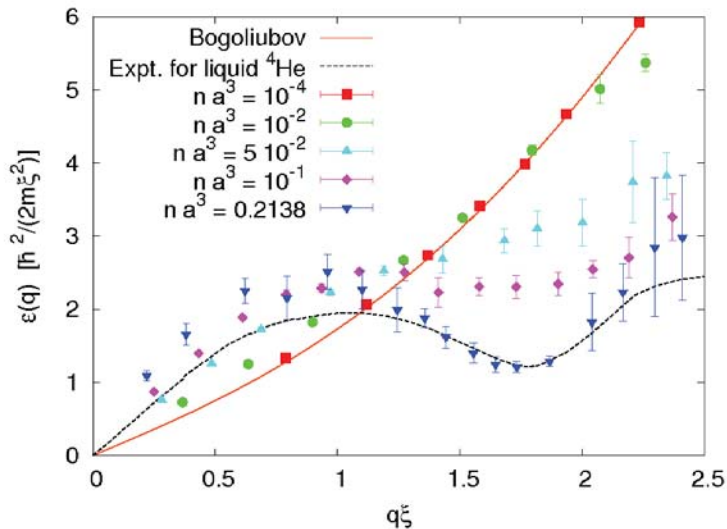 6
5
4
3
2
1
0
ε(q) [ħ²/(2mξ²)]
Bogoliubov
Expt. for liquid ⁴He
n a³ = 10⁻⁴
n a³ = 10⁻²
n a³ = 5 10⁻²
n a³ = 10⁻¹
n a³ = 0.2138
0 0.5 1 1.5 2 2.5
qξ